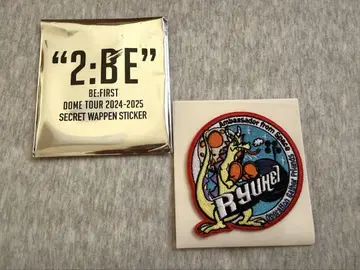 "2:BE"
BE:FIRST
DOME TOUR 2024-2025
SECRET WAPPEN STICKER
Ambassador from Space
RYUHEI